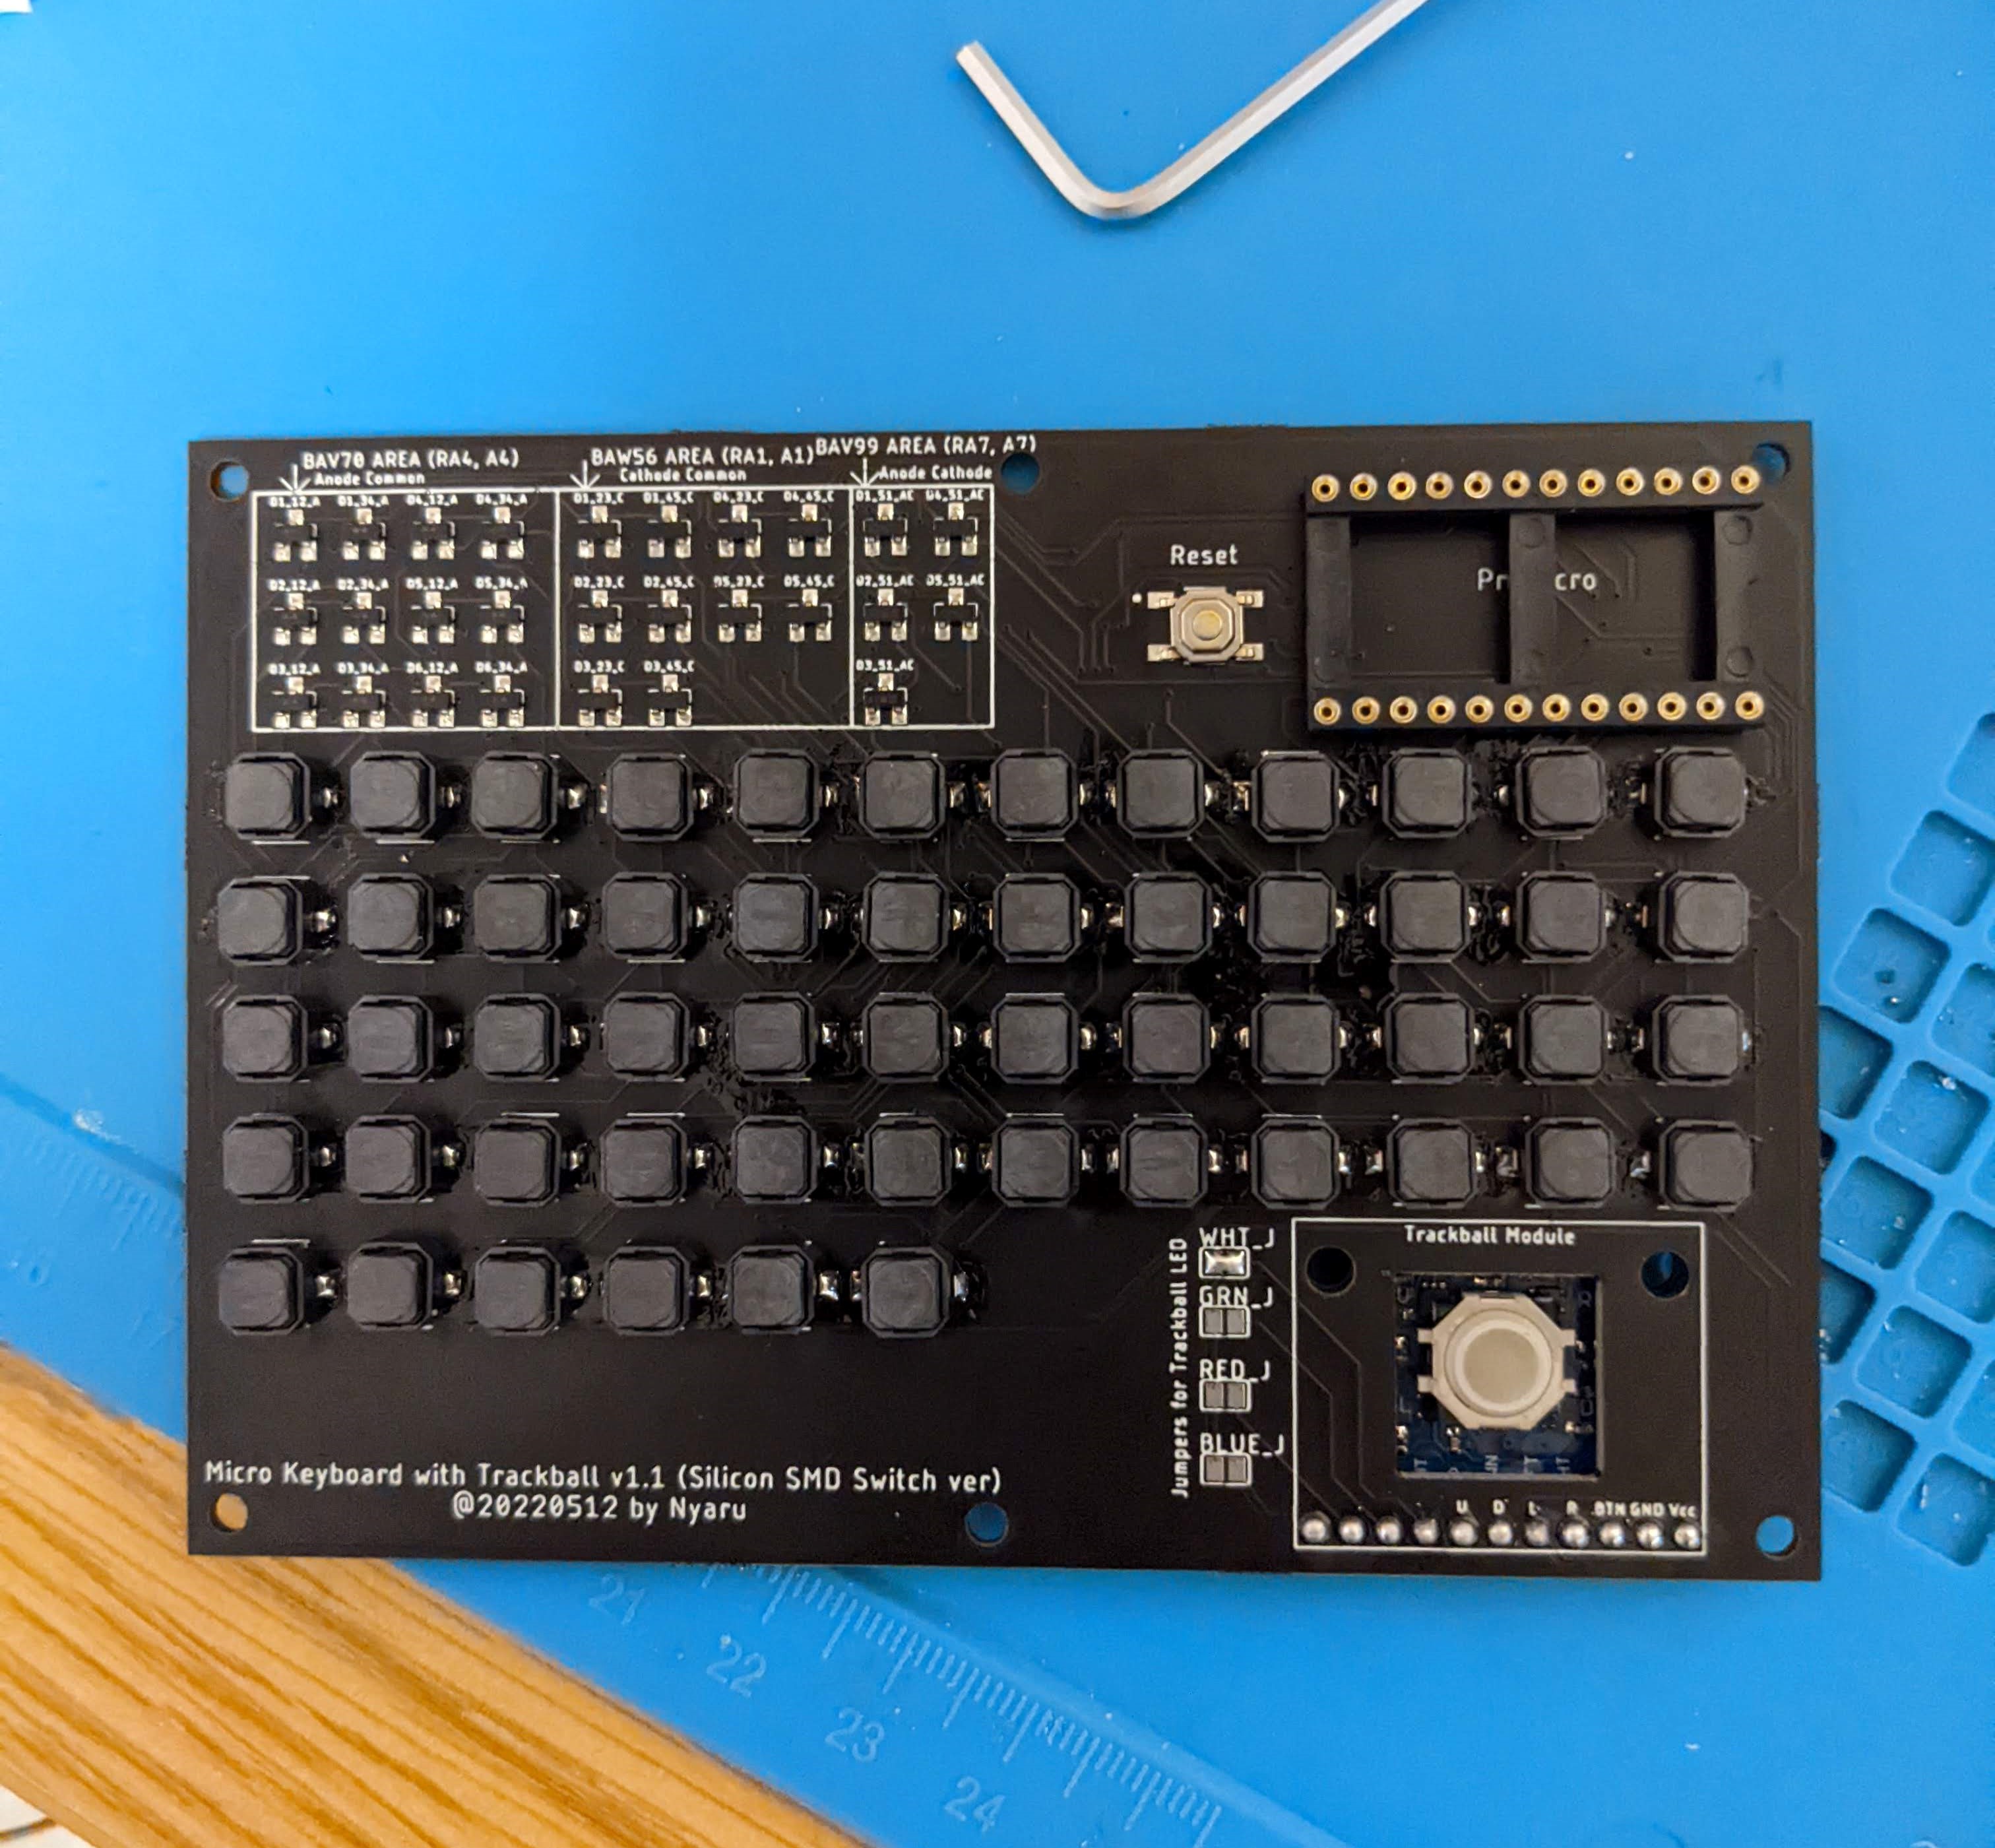 BAV70 AREA (RA4, A4)
Anode Common
BAW56 AREA (RA1, A1)
Cathode Common
BAV99 AREA (RA7, A7)
Anode Cathode
D1_12_A D1_34_A D4_12_A D4_34_A D1_23_C D1_45_C D4_23_C D4_45_C D1_51_AC D4_51_AC
D2_12_A D2_34_A D5_12_A D5_34_A D2_23_C D2_45_C D5_23_C D5_45_C D2_51_AC D5_51_AC
D3_12_A D3_34_A D6_12_A D6_34_A D3_23_C D3_45_C D3_51_AC
Reset
Pr cro
Jumpers for Trackball LED
WHT_J
GRN_J
RED_J
BLUE_J
Trackball Module
U D L R BTN GND Vcc
Micro Keyboard with Trackball v1.1 (Silicon SMD Switch ver)
@20220512 by Nyaru
21
22
23
24